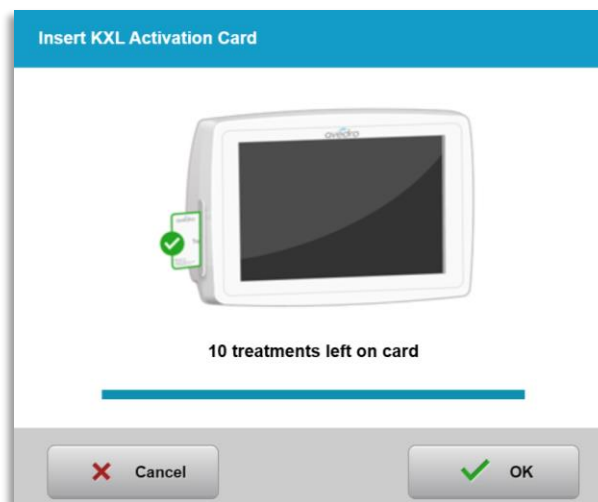 Insert KXL Activation Card
avedro
10 treatments left on card
Cancel
OK